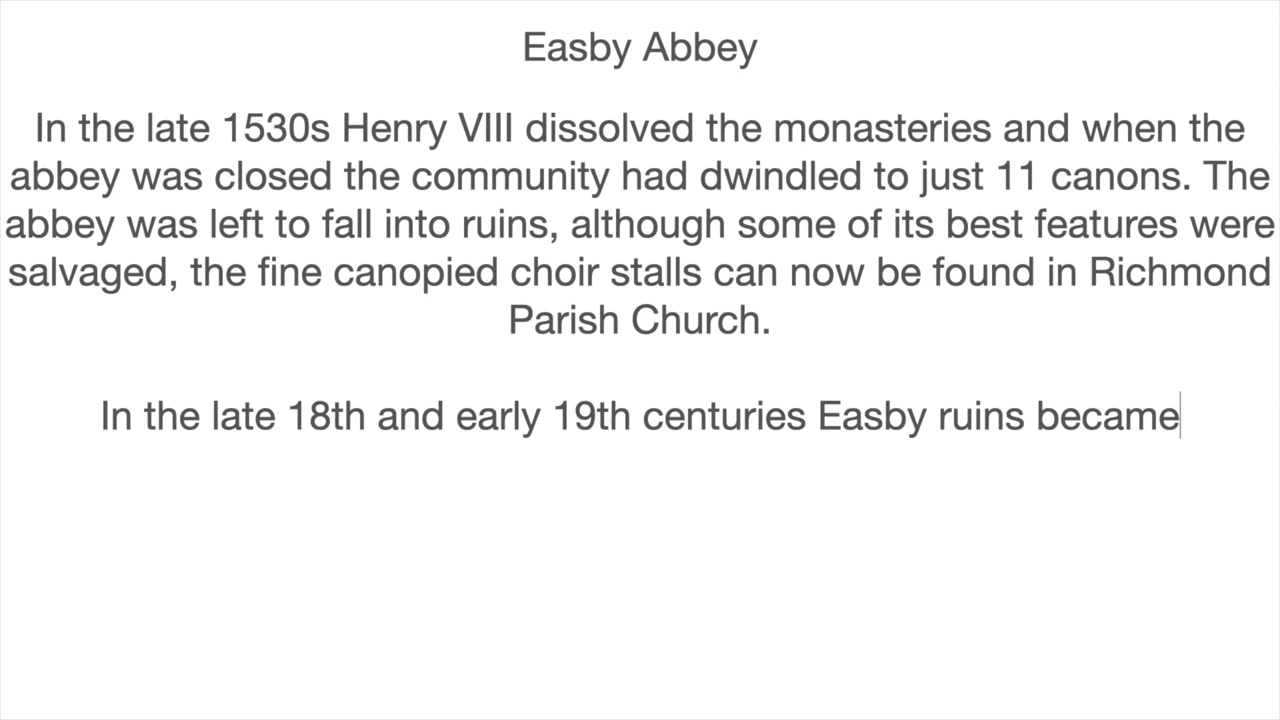 Easby Abbey
In the late 1530s Henry VIII dissolved the monasteries and when the
abbey was closed the community had dwindled to just 11 canons. The
abbey was left to fall into ruins, although some of its best features were
salvaged, the fine canopied choir stalls can now be found in Richmond
Parish Church.
In the late 18th and early 19th centuries Easby ruins became